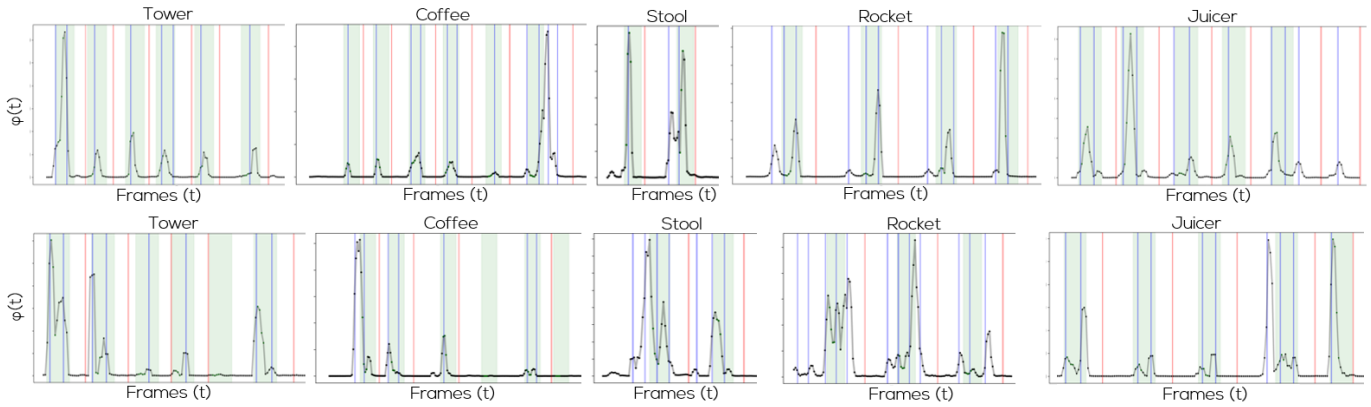 Tower
Coffee
Stool
Rocket
Juicer
φ(t)
Frames (t)
Frames (t)
Frames (t)
Frames (t)
Frames (t)
Tower
Coffee
Stool
Rocket
Juicer
φ(t)
Frames (t)
Frames (t)
Frames (t)
Frames (t)
Frames (t)